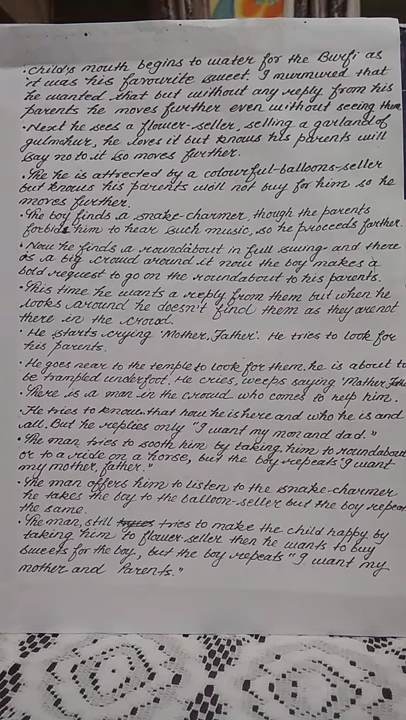 • Child's mouth begins to water for the Burfi as
it was his favourite sweet. I murmured that
he wanted that but without any reply from his
parents he moves further even without seeing them
• Next he sees a flower-seller, selling a garland of
gulmohur, he loves it but knows his parents will
say no to it so moves further.
• The he is attrected by a colourful-balloons-seller
but knows his parents will not buy for him so he
moves further.
• The boy finds a snake-charmer, though the parents
forbids him to hear such music, so he proceeds farther.
• Now he finds a roundabout in full swing- and there
is a big crowd around it now the boy makes a
bold request to go on the roundabout to his parents.
• This time he wants a reply from them but when he
looks around he doesn't find them as they are not
there in the crowd.
• He starts crying 'Mother, Father'. He tries to look for
his parents.
• He goes near to the temple to look for them. he is about to
be trampled underfoot. He cries, weeps saying 'Mother, Father
• There is a man in the crowd who comes to help him.
• He tries to know that how he is here and who he is and
all. But he replies only "I want my mom and dad."
• The man tries to sooth him by taking him to roundabout
or to a ride on a horse, but the boy repeats 'I want
my mother, father."
• The man offers him to listen to the snake-charmer
he takes the boy to the balloon-seller but the boy repeat
the same.
• The man, still tries to make the child happy by
taking him to flower seller then he wants to buy
sweets for the boy, but the boy repeats "I want my
mother and Parents."